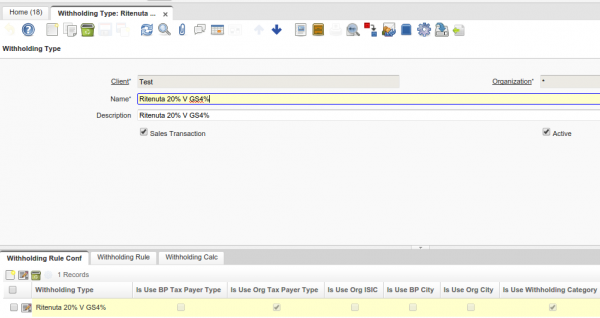 Home (18) Withholding Type: Ritenuta ...
Withholding Type
Client* Test Organization* *
Name* Ritenuta 20% V GS4%
Description Ritenuta 20% V GS4%
Sales Transaction Active
Withholding Rule Conf Withholding Rule Withholding Calc
1 Records
Withholding Type Is Use BP Tax Payer Type Is Use Org Tax Payer Type Is Use Org ISIC Is Use BP City Is Use Org City Is Use Withholding Category
Ritenuta 20% V GS4%